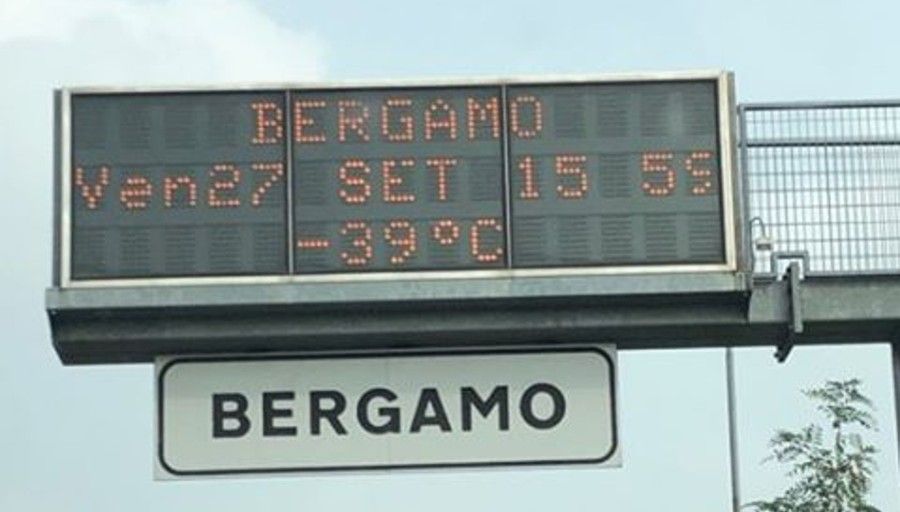 BERGAMO
Ven27 SET 15 59
-39°C
BERGAMO